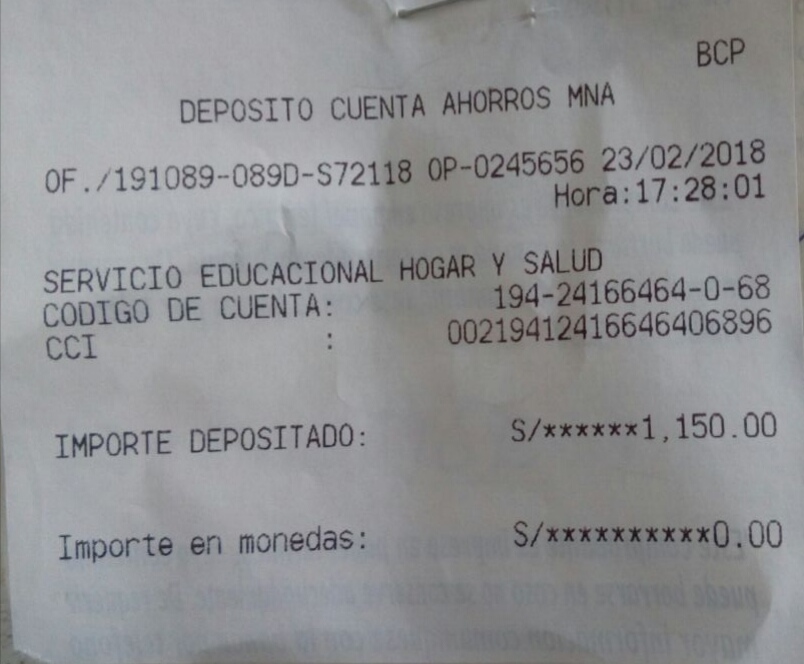 BCP
DEPOSITO CUENTA AHORROS MNA
OF./191089-089D-S72118 OP-0245656 23/02/2018
Hora:17:28:01
SERVICIO EDUCACIONAL HOGAR Y SALUD
CODIGO DE CUENTA: 194-24166464-0-68
CCI : 00219412416646406896
IMPORTE DEPOSITADO: S/******1,150.00
Importe en monedas: S/**********0.00